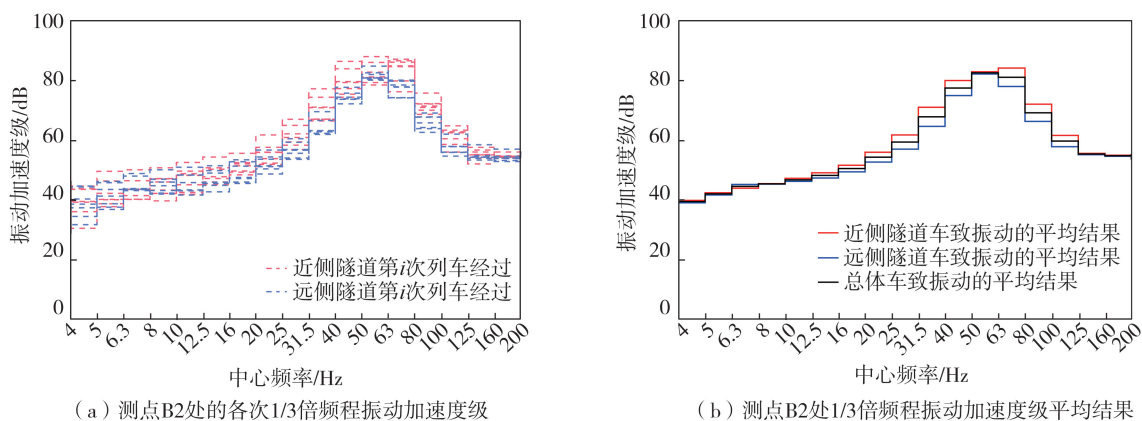 100
80
60
40
20
0
振动加速度级/dB
近侧隧道第i次列车经过
远侧隧道第i次列车经过
4 5 6.3 8 10 12.5 16 20 25 31.5 40 50 63 80 100 125 160 200
中心频率/Hz
（a）测点B2处的各次1/3倍频程振动加速度级
100
80
60
40
20
0
振动加速度级/dB
近侧隧道车致振动的平均结果
远侧隧道车致振动的平均结果
总体车致振动的平均结果
4 5 6.3 8 10 12.5 16 20 25 31.5 40 50 63 80 100 125 160 200
中心频率/Hz
（b）测点B2处1/3倍频程振动加速度级平均结果